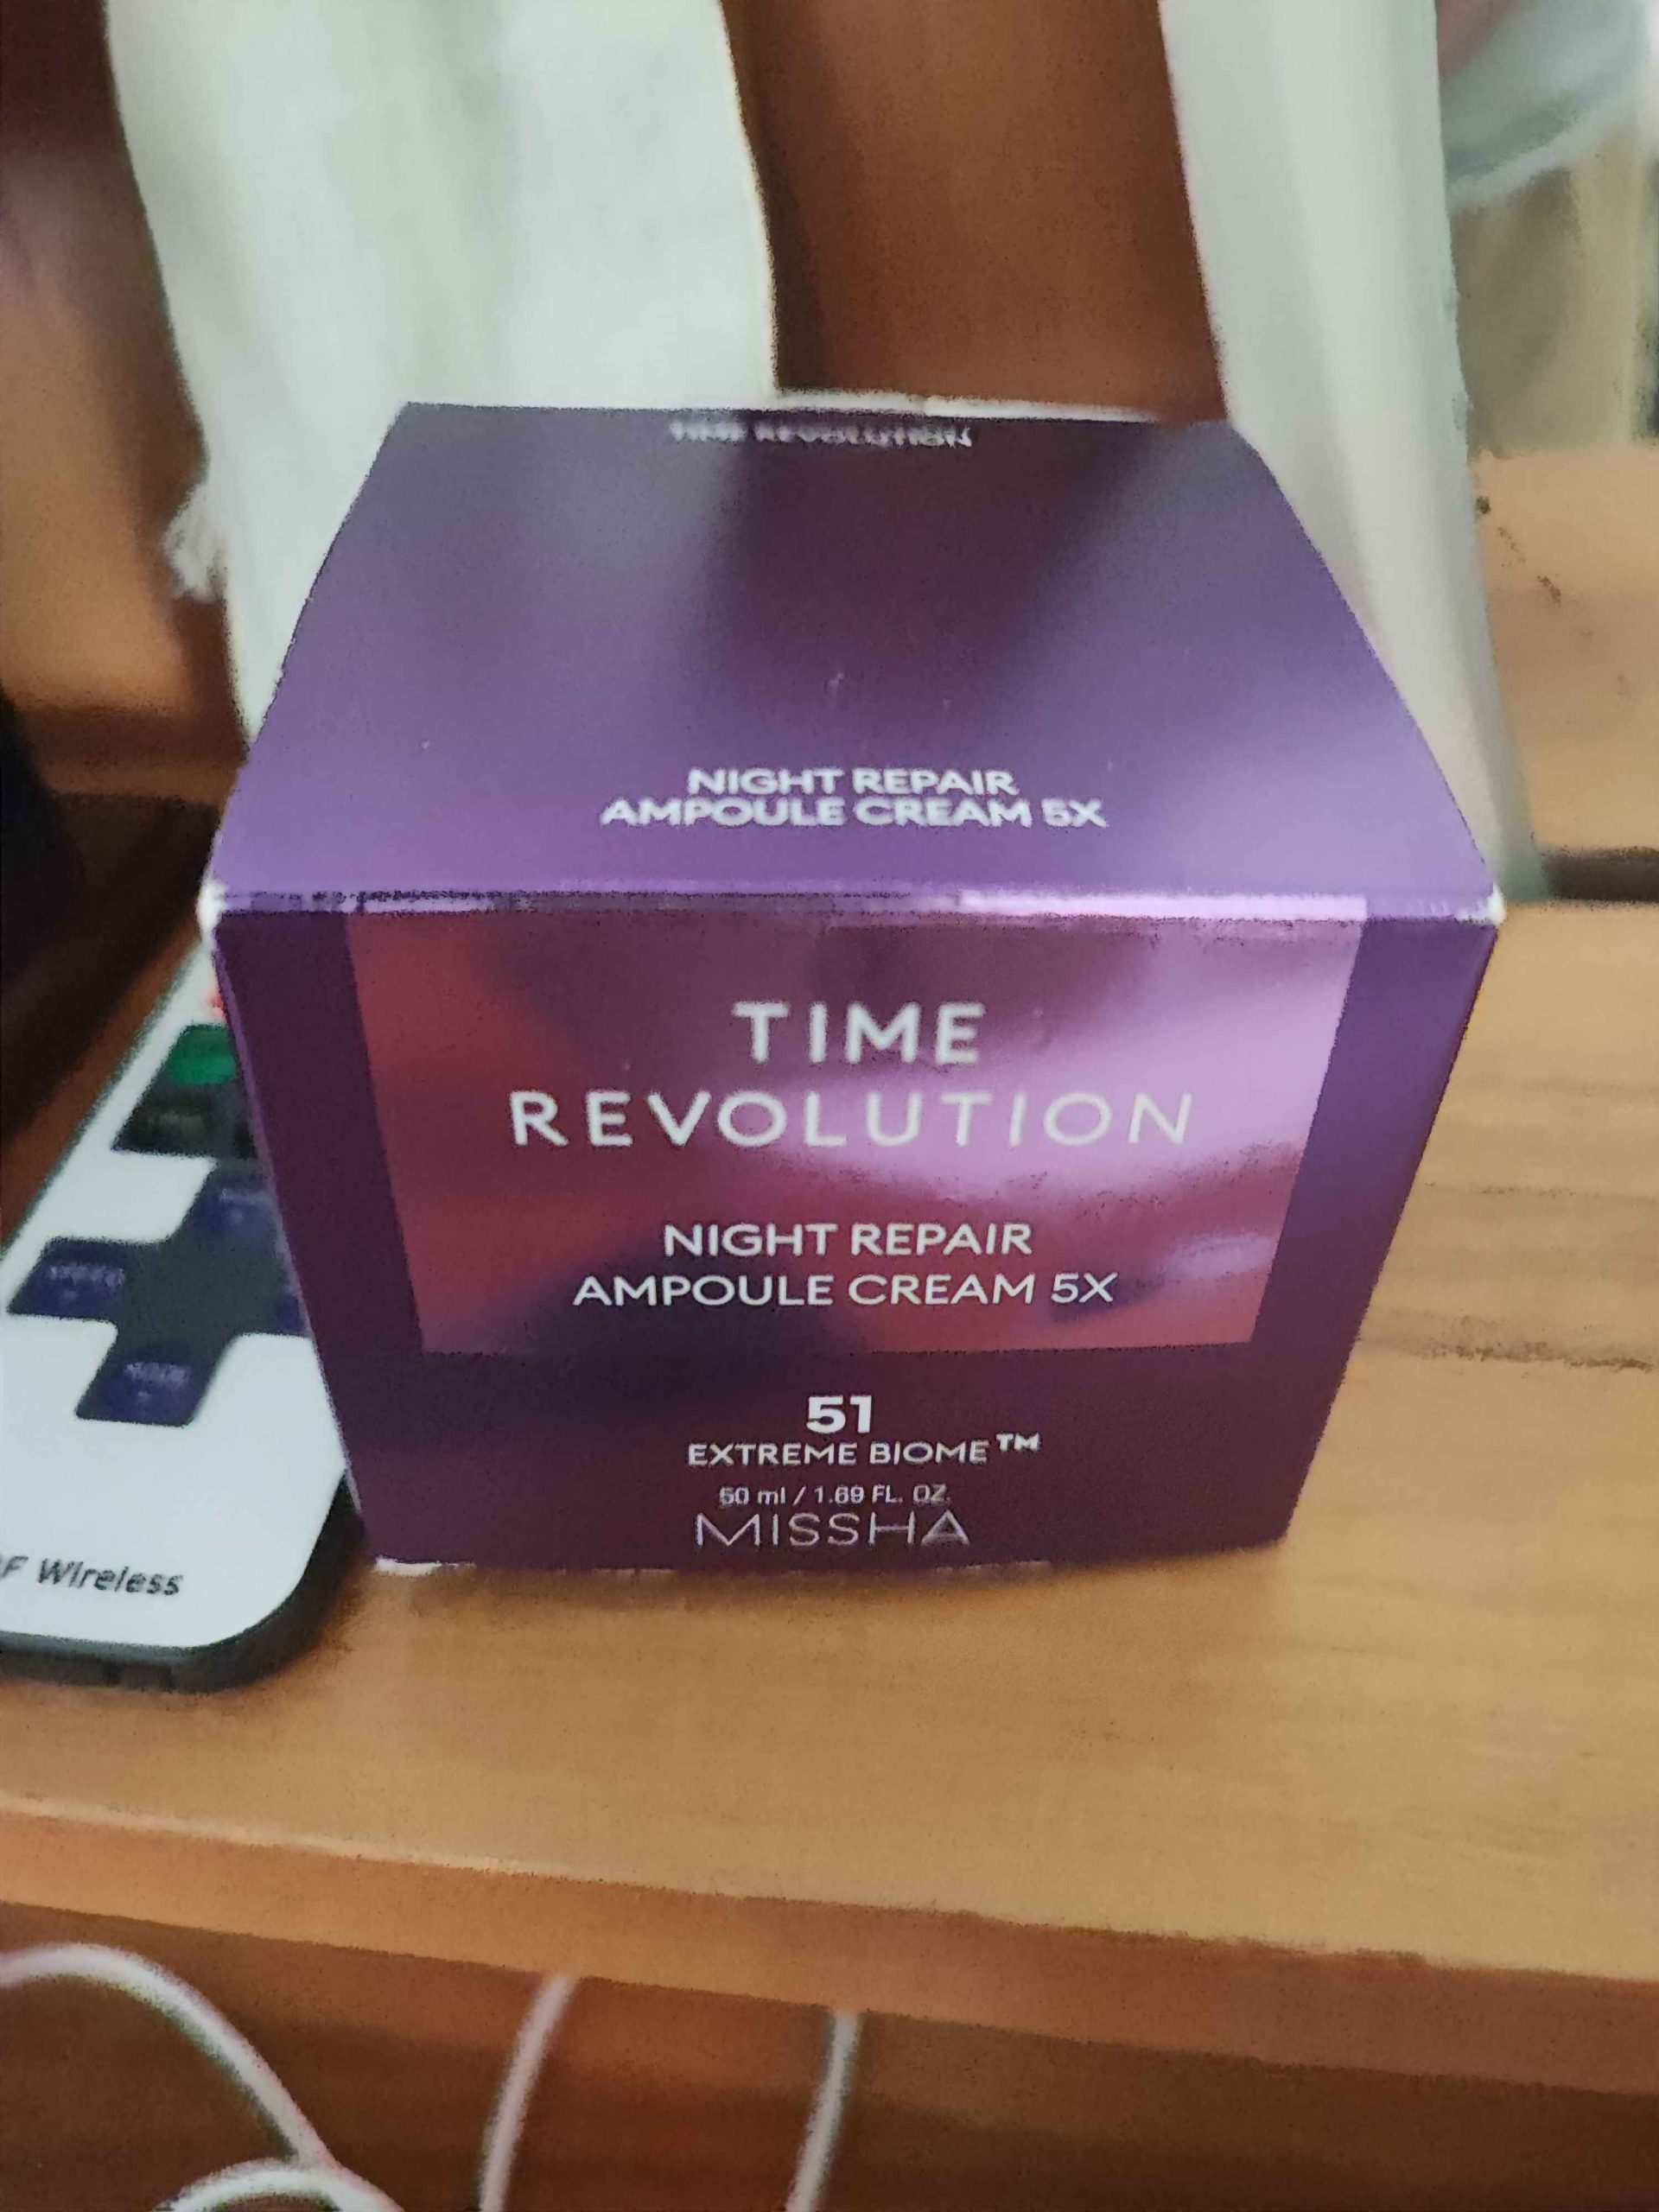 TIME REVOLUTION
NIGHT REPAIR
AMPOULE CREAM 5X
TIME
REVOLUTION
NIGHT REPAIR
AMPOULE CREAM 5X
51
EXTREME BIOME™
50 ml / 1.69 FL. OZ.
MISSHA
MODE
F Wireless